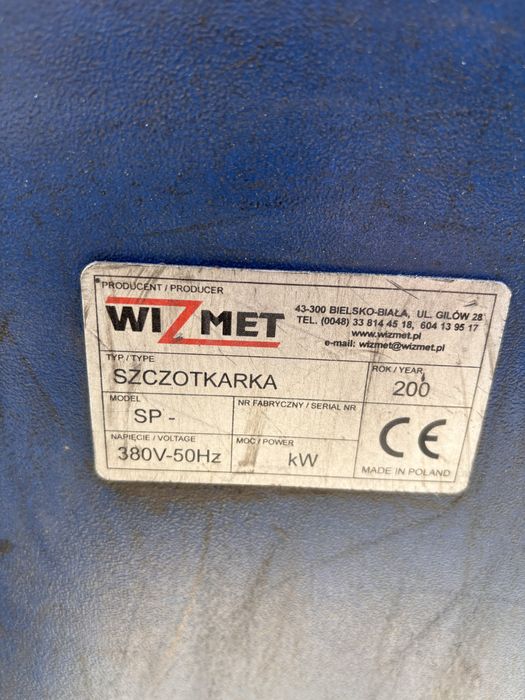 PRODUCENT / PRODUCER
WIZMET
43-300 BIELSKO-BIAŁA, UL. GILÓW 28
TEL. (0048) 33 814 45 18, 604 13 95 17
www.wizmet.pl
e-mail: wizmet@wizmet.pl
TYP / TYPE
SZCZOTKARKA
ROK / YEAR
200
MODEL
SP -
NR FABRYCZNY / SERIAL NR
NAPIĘCIE / VOLTAGE
380V-50Hz
MOC / POWER
kW
CE
MADE IN POLAND